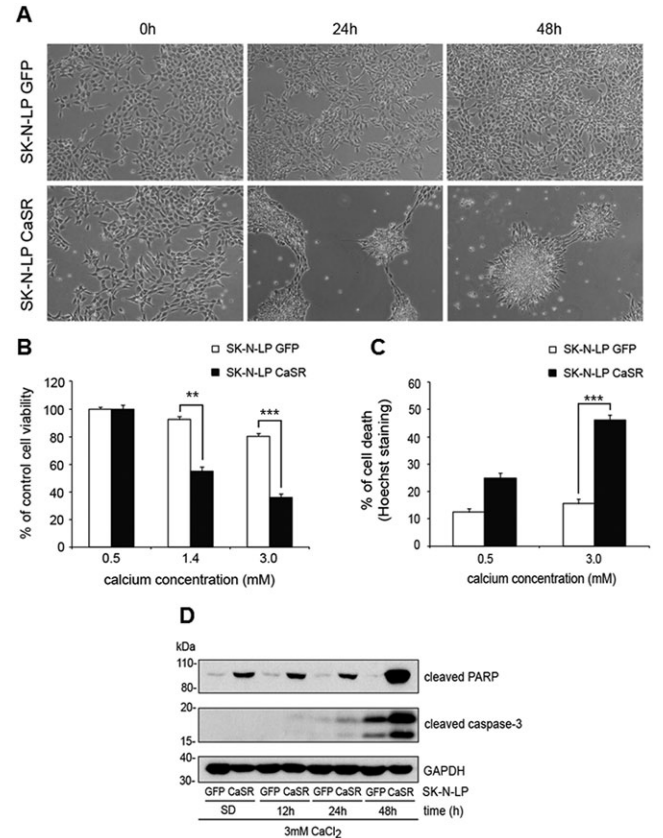 A
0h 24h 48h
SK-N-LP GFP
SK-N-LP CaSR
B
SK-N-LP GFP
SK-N-LP CaSR
% of control cell viability
120
100
80
60
40
20
0
**
***
0.5 1.4 3.0
calcium concentration (mM)
C
SK-N-LP GFP
SK-N-LP CaSR
% of cell death
(Hoechst staining)
60
50
40
30
20
10
0
***
0.5 3.0
calcium concentration (mM)
D
kDa
110-
80-
cleaved PARP
20-
15-
cleaved caspase-3
40-
30-
GAPDH
GFP CaSR GFP CaSR GFP CaSR GFP CaSR SK-N-LP
SD 12h 24h 48h time (h)
3mM CaCl2